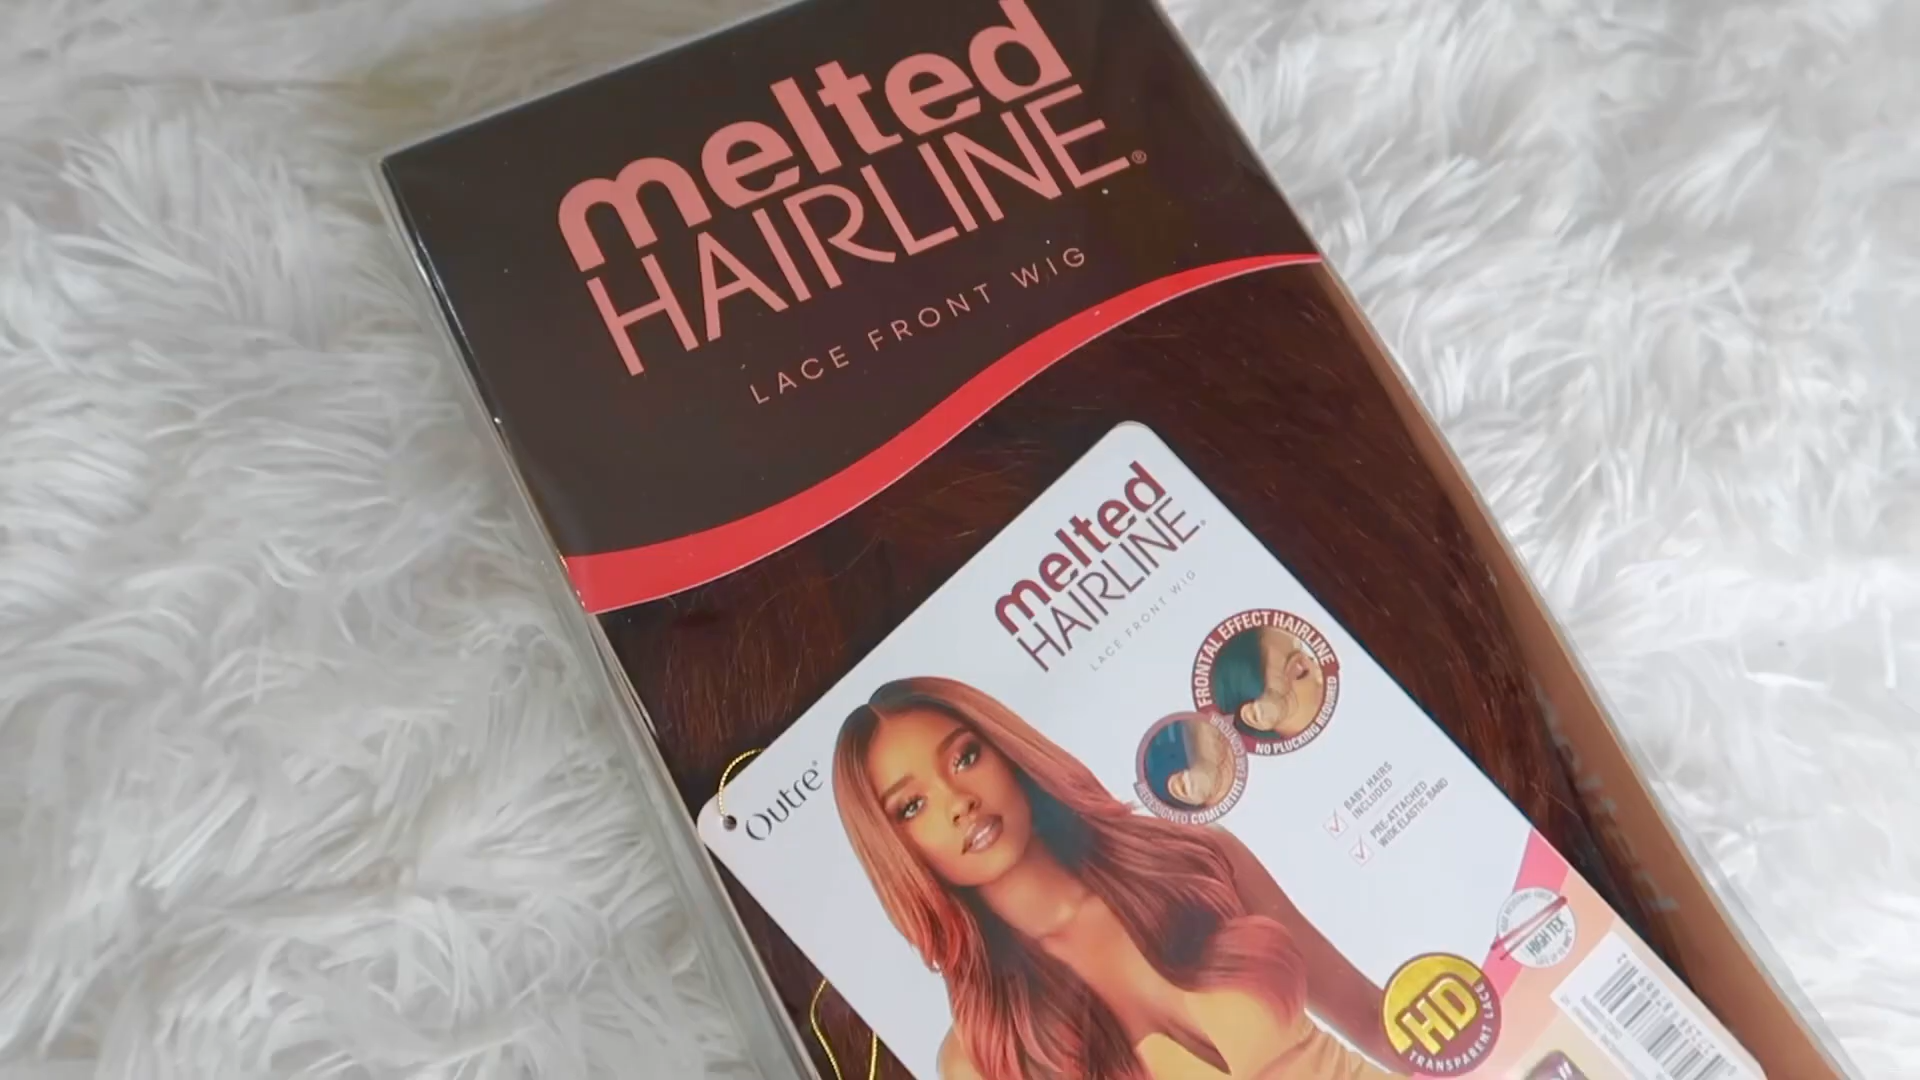 melted
HAIRLINE®
LACE FRONT WIG
melted
HAIRLINE®
LACE FRONT WIG
FRONTAL EFFECT HAIRLINE
NO PLUCKING REQUIRED
REDESIGNED COMFORTFIT EAR CONTOUR
Outre®
BABY HAIRS
INCLUDED
PRE-ATTACHED
WIDE ELASTIC BAND
HIGH TEX
HD
TRANSPARENT LACE